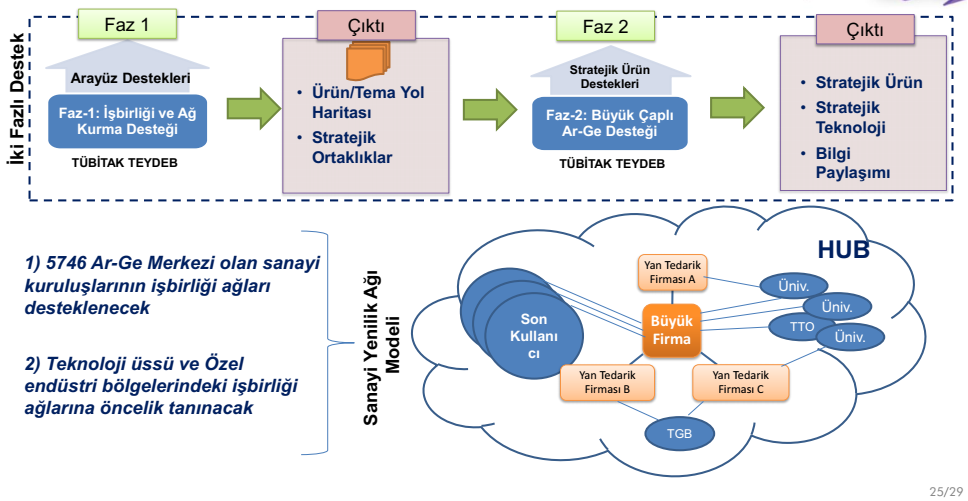 İki Fazlı Destek
Faz 1
Arayüz Destekleri
Faz-1: İşbirliği ve Ağ
Kurma Desteği
TÜBİTAK TEYDEB
Çıktı
• Ürün/Tema Yol
Haritası
• Stratejik
Ortaklıklar
Faz 2
Stratejik Ürün
Destekleri
Faz-2: Büyük Çaplı
Ar-Ge Desteği
TÜBİTAK TEYDEB
Çıktı
• Stratejik Ürün
• Stratejik
Teknoloji
• Bilgi
Paylaşımı
1) 5746 Ar-Ge Merkezi olan sanayi
kuruluşlarının işbirliği ağları
desteklenecek
2) Teknoloji üssü ve Özel
endüstri bölgelerindeki işbirliği
ağlarına öncelik tanınacak
Sanayi Yenilik Ağı
Modeli
HUB
Yan Tedarik
Firması A
Son
Kullanı
cı
Büyük
Firma
Üniv.
Üniv.
TTO
Üniv.
Yan Tedarik
Firması B
Yan Tedarik
Firması C
TGB
25/29